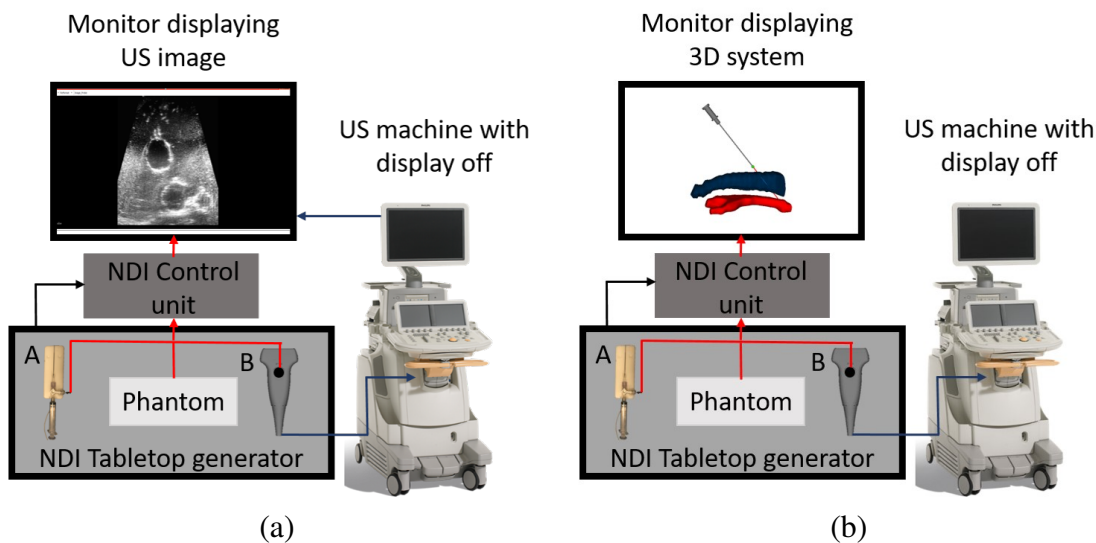 Monitor displaying
US image
US machine with
display off
NDI Control
unit
A
B
Phantom
NDI Tabletop generator
(a)
Monitor displaying
3D system
US machine with
display off
NDI Control
unit
A
B
Phantom
NDI Tabletop generator
(b)